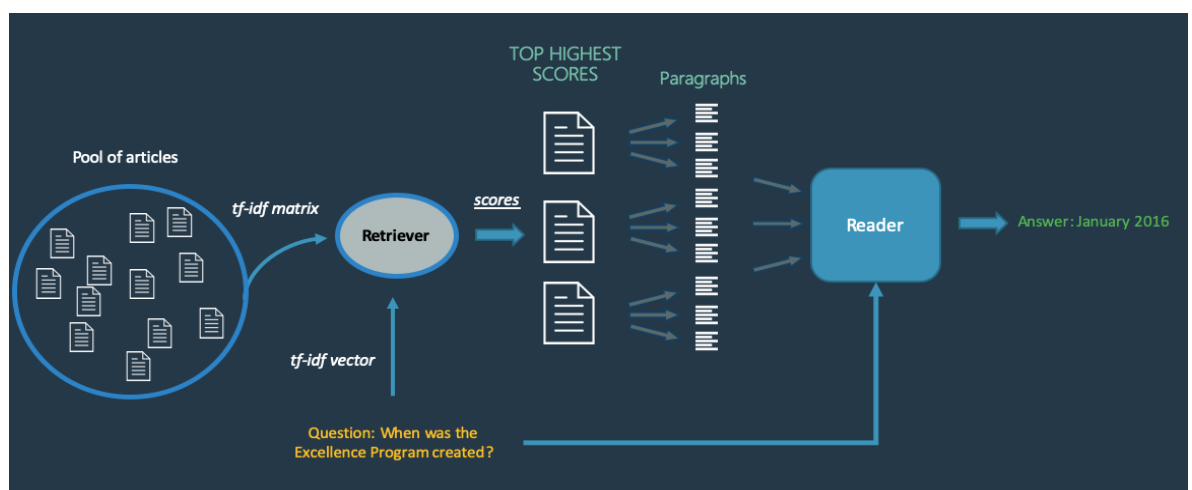 TOP HIGHEST
SCORES
Paragraphs
Pool of articles
tf-idf matrix
scores
Retriever
Reader
Answer: January 2016
tf-idf vector
Question: When was the
Excellence Program created?